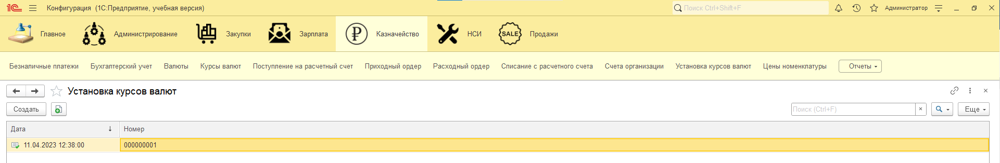 1С Конфигурация (1С:Предприятие, учебная версия) Поиск Ctrl+Shift+F Администратор
Главное Администрирование Закупки Зарплата Казначейство НСИ SALE Продажи
Безналичные платежи Бухгалтерский учет Валюты Курсы валют Поступление на расчетный счет Приходный ордер Расходный ордер Списание с расчетного счета Счета организации Установка курсов валют Цены номенклатуры Отчеты
Установка курсов валют
Создать Поиск (Ctrl+F) × Еще
Дата ↓ Номер
11.04.2023 12:38:00 000000001